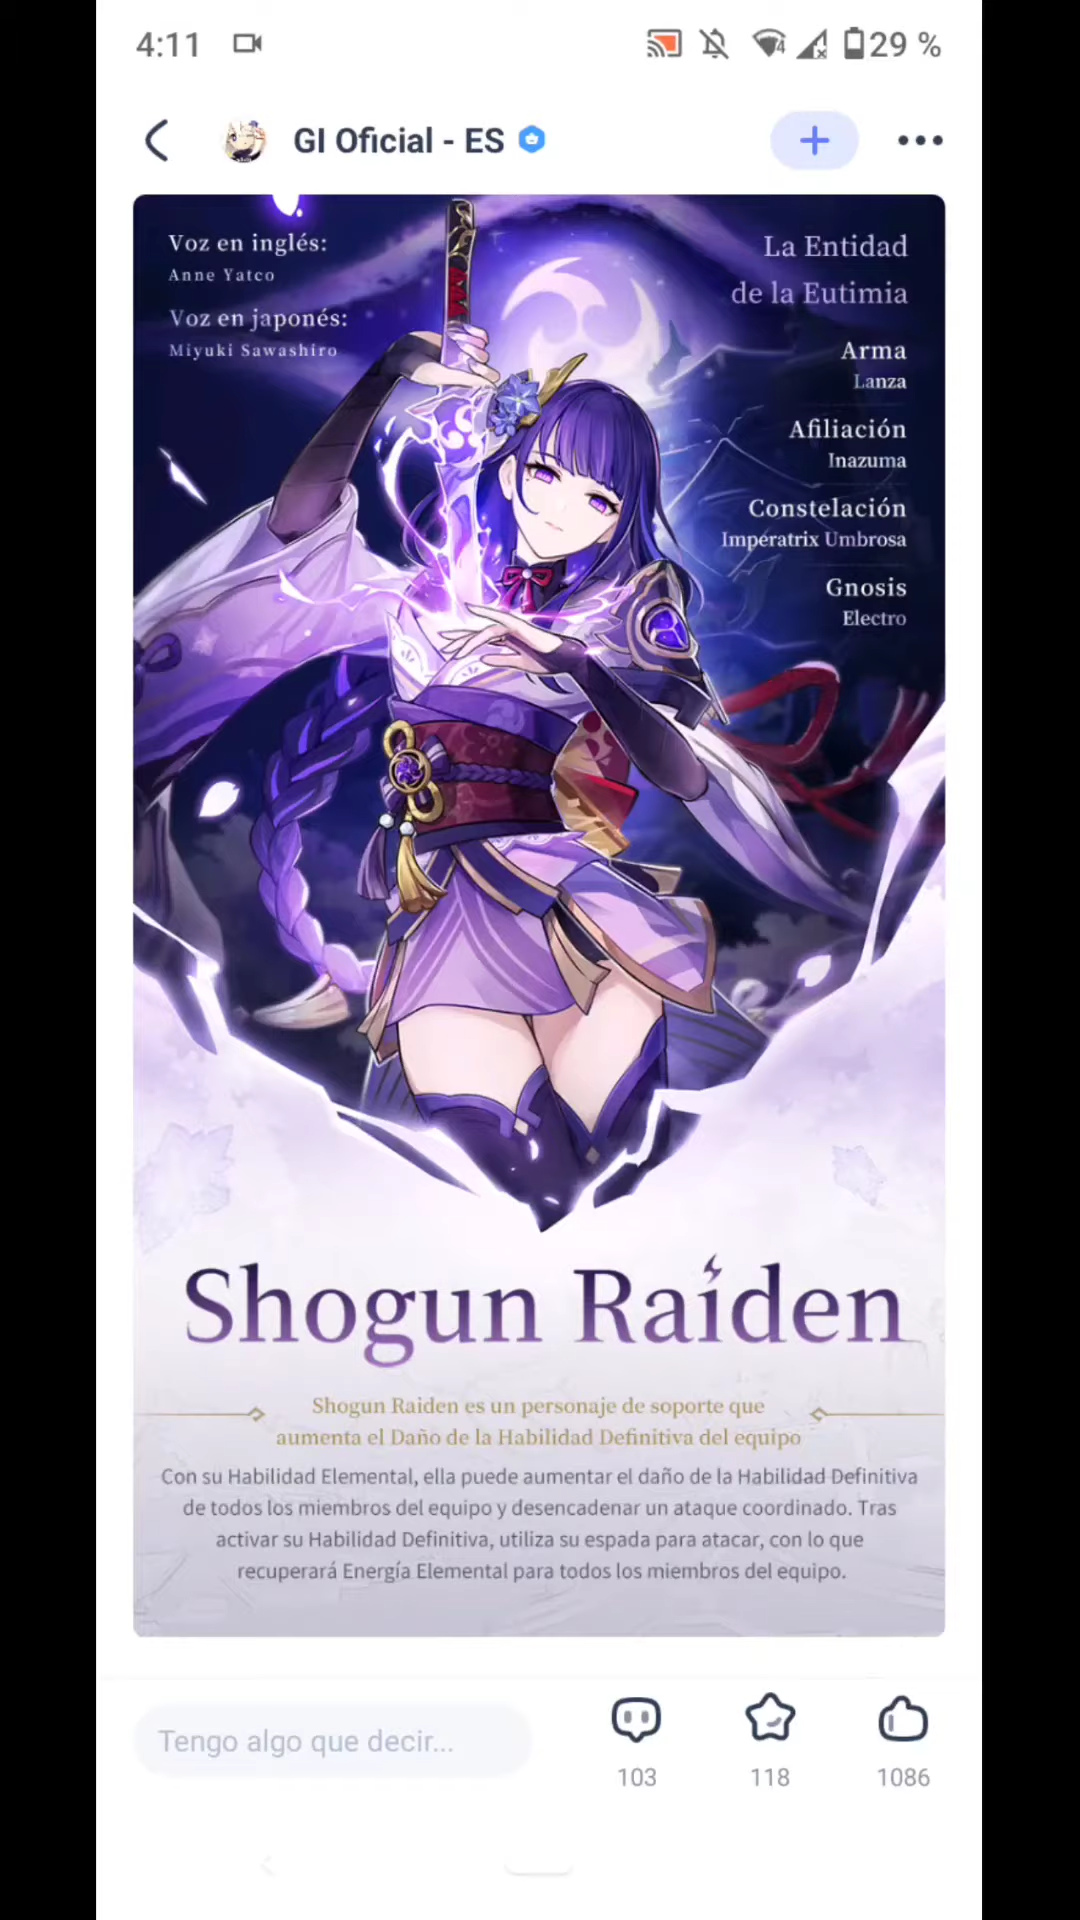 4:11
4
29 %
GI Oficial - ES
Voz en inglés:
Anne Yatco
Voz en japonés:
Miyuki Sawashiro
La Entidad
de la Eutimia
Arma
Lanza
Afiliación
Inazuma
Constelación
Imperatrix Umbrosa
Gnosis
Electro
Shogun Raiden
Shogun Raiden es un personaje de soporte que
aumenta el Daño de la Habilidad Definitiva del equipo
Con su Habilidad Elemental, ella puede aumentar el daño de la Habilidad Definitiva
de todos los miembros del equipo y desencadenar un ataque coordinado. Tras
activar su Habilidad Definitiva, utiliza su espada para atacar, con lo que
recuperará Energía Elemental para todos los miembros del equipo.
Tengo algo que decir...
103
118
1086